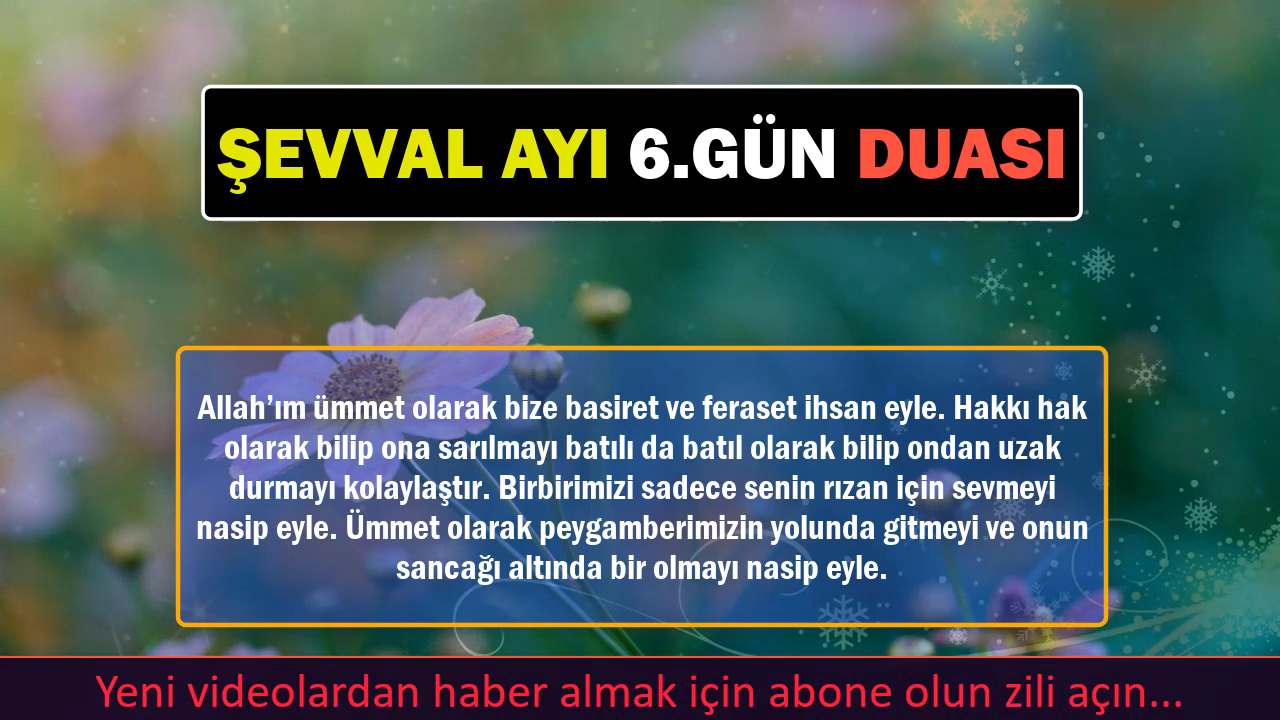 ŞEVVAL AYI 6.GÜN DUASI
Allah’ım ümmet olarak bize basiret ve feraset ihsan eyle. Hakkı hak
olarak bilip ona sarılmayı batılı da batıl olarak bilip ondan uzak
durmayı kolaylaştır. Birbirimizi sadece senin rızan için sevmeyi
nasip eyle. Ümmet olarak peygamberimizin yolunda gitmeyi ve onun
sancağı altında bir olmayı nasip eyle.
Yeni videolardan haber almak için abone olun zili açın...